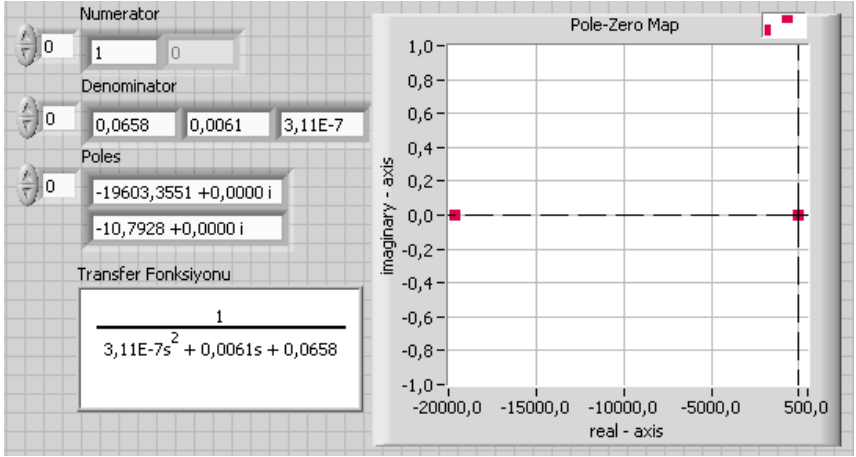 Numerator
0
1
0
Denominator
0
0,0658
0,0061
3,11E-7
Poles
0
-19603,3551 +0,0000 i
-10,7928 +0,0000 i
Transfer Fonksiyonu
1
3,11E-7s² + 0,0061s + 0,0658
Pole-Zero Map
imaginary - axis
1,0
0,8
0,6
0,4
0,2
0,0
-0,2
-0,4
-0,6
-0,8
-1,0
-20000,0 -15000,0 -10000,0 -5000,0 500,0
real - axis